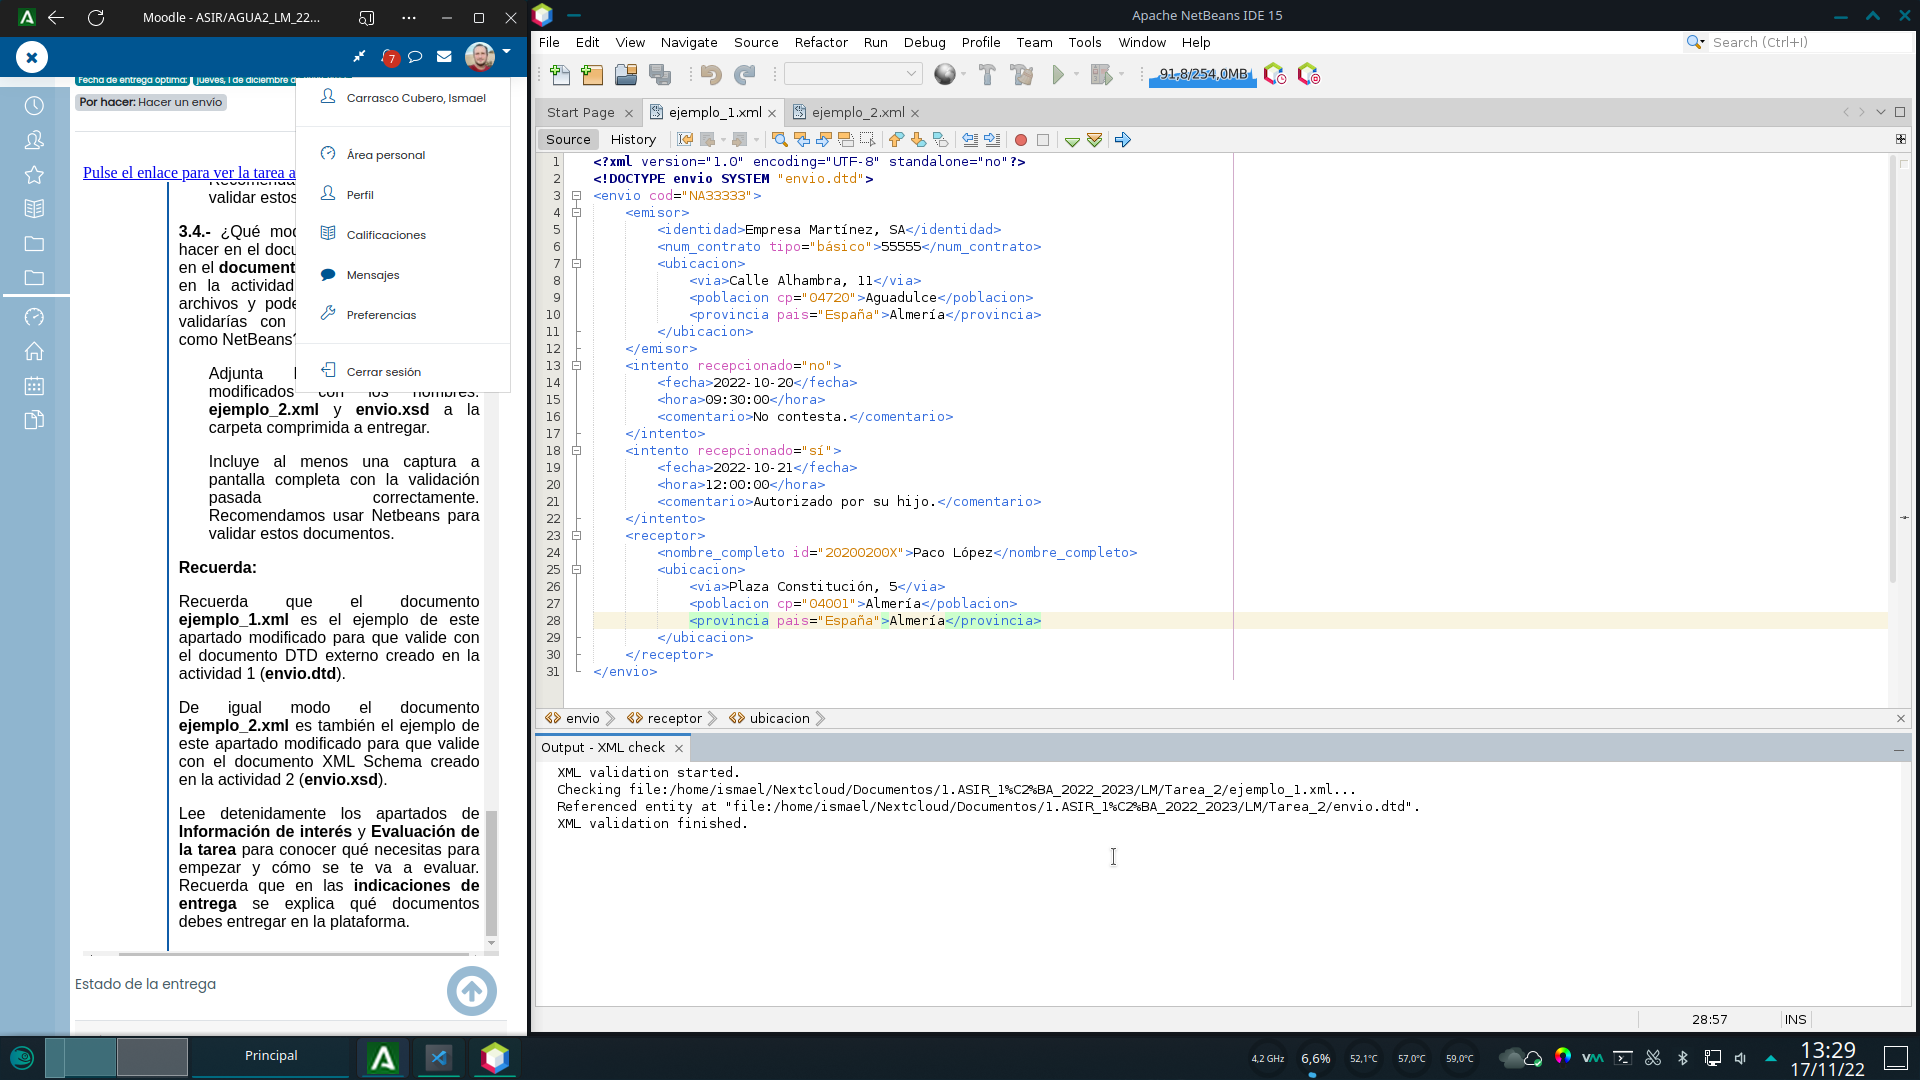 Moodle - ASIR/AGUA2_LM_22...
7
Fecha de entrega óptima:
jueves, 1 de diciembre d
Por hacer: Hacer un envío
Pulse el enlace para ver la tarea a
validar estos
3.4.- ¿Qué mod
hacer en el docu
en el document
en la actividad
archivos y pode
validarías con
como NetBeans?
Adjunta
modificados con los nombres:
ejemplo_2.xml y envio.xsd a la
carpeta comprimida a entregar.
Incluye al menos una captura a
pantalla completa con la validación
pasada correctamente.
Recomendamos usar Netbeans para
validar estos documentos.
Recuerda:
Recuerda que el documento
ejemplo_1.xml es el ejemplo de este
apartado modificado para que valide con
el documento DTD externo creado en la
actividad 1 (envio.dtd).
De igual modo el documento
ejemplo_2.xml es también el ejemplo de
este apartado modificado para que valide
con el documento XML Schema creado
en la actividad 2 (envio.xsd).
Lee detenidamente los apartados de
Información de interés y Evaluación de
la tarea para conocer qué necesitas para
empezar y cómo se te va a evaluar.
Recuerda que en las indicaciones de
entrega se explica qué documentos
debes entregar en la plataforma.
Estado de la entrega
Carrasco Cubero, Ismael
Área personal
Perfil
Calificaciones
Mensajes
Preferencias
Cerrar sesión
Apache NetBeans IDE 15
File Edit View Navigate Source Refactor Run Debug Profile Team Tools Window Help
Search (Ctrl+I)
91,8/254,0MB
Start Page ejemplo_1.xml ejemplo_2.xml
Source History
1 <?xml version="1.0" encoding="UTF-8" standalone="no"?>
2 <!DOCTYPE envio SYSTEM "envio.dtd">
3 <envio cod="NA33333">
4 <emisor>
5 <identidad>Empresa Martínez, SA</identidad>
6 <num_contrato tipo="básico">55555</num_contrato>
7 <ubicacion>
8 <via>Calle Alhambra, 11</via>
9 <poblacion cp="04720">Aguadulce</poblacion>
10 <provincia pais="España">Almería</provincia>
11 </ubicacion>
12 </emisor>
13 <intento recepcionado="no">
14 <fecha>2022-10-20</fecha>
15 <hora>09:30:00</hora>
16 <comentario>No contesta.</comentario>
17 </intento>
18 <intento recepcionado="sí">
19 <fecha>2022-10-21</fecha>
20 <hora>12:00:00</hora>
21 <comentario>Autorizado por su hijo.</comentario>
22 </intento>
23 <receptor>
24 <nombre_completo id="20200200X">Paco López</nombre_completo>
25 <ubicacion>
26 <via>Plaza Constitución, 5</via>
27 <poblacion cp="04001">Almería</poblacion>
28 <provincia pais="España">Almería</provincia>
29 </ubicacion>
30 </receptor>
31 </envio>
envio receptor ubicacion
Output - XML check
XML validation started.
Checking file:/home/ismael/Nextcloud/Documentos/1.ASIR_1%C2%BA_2022_2023/LM/Tarea_2/ejemplo_1.xml...
Referenced entity at "file:/home/ismael/Nextcloud/Documentos/1.ASIR_1%C2%BA_2022_2023/LM/Tarea_2/envio.dtd".
XML validation finished.
28:57 INS
Principal
4,2 GHz 6,6% 52,1°C 57,0°C 59,0°C
13:29
17/11/22